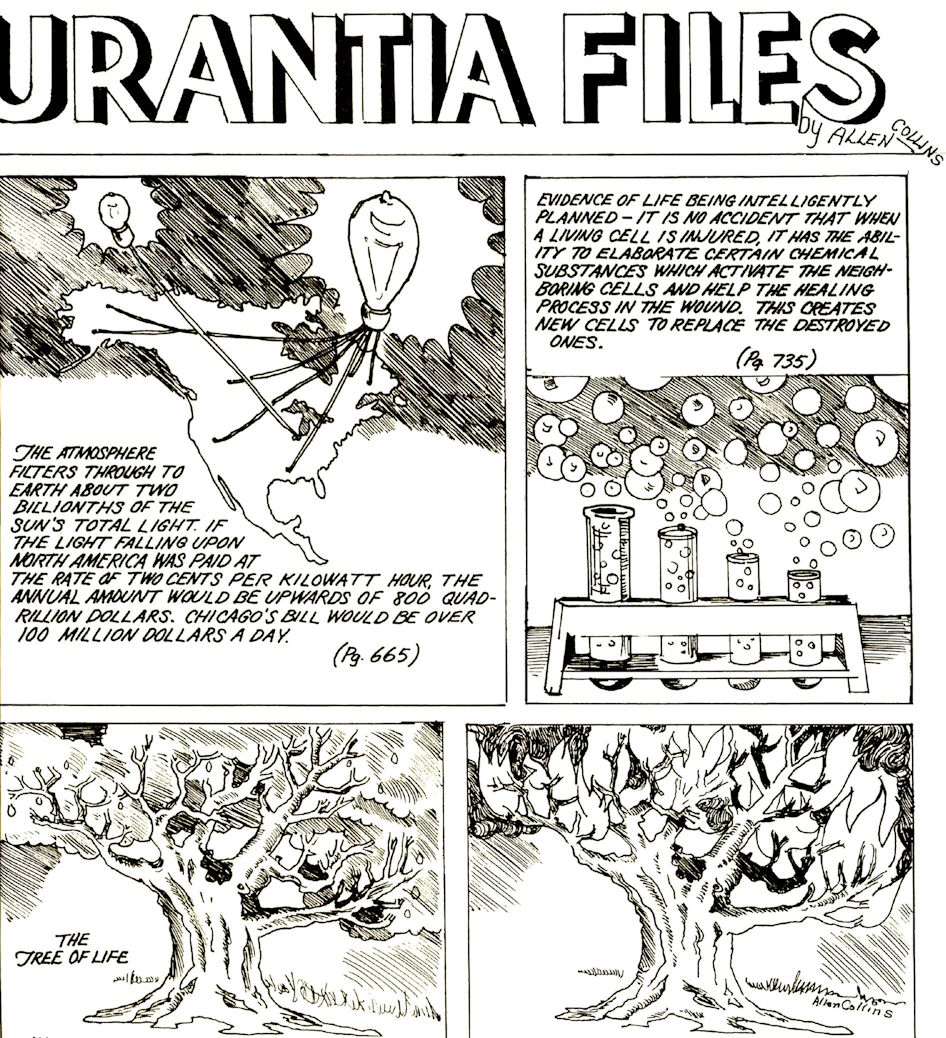 URANTIA FILES
by ALLEN COLLINS
THE ATMOSPHERE
FILTERS THROUGH TO
EARTH ABOUT TWO
BILLIONTHS OF THE
SUN'S TOTAL LIGHT. IF
THE LIGHT FALLING UPON
NORTH AMERICA WAS PAID AT
THE RATE OF TWO CENTS PER KILOWATT HOUR, THE
ANNUAL AMOUNT WOULD BE UPWARDS OF 800 QUAD-
RILLION DOLLARS. CHICAGO'S BILL WOULD BE OVER
100 MILLION DOLLARS A DAY.
(Pg. 665)
EVIDENCE OF LIFE BEING INTELLIGENTLY
PLANNED – IT IS NO ACCIDENT THAT WHEN
A LIVING CELL IS INJURED, IT HAS THE ABIL-
ITY TO ELABORATE CERTAIN CHEMICAL
SUBSTANCES WHICH ACTIVATE THE NEIGH-
BORING CELLS AND HELP THE HEALING
PROCESS IN THE WOUND. THIS CREATES
NEW CELLS TO REPLACE THE DESTROYED
ONES.
(Pg 735)
THE
TREE OF LIFE
Allen Collins